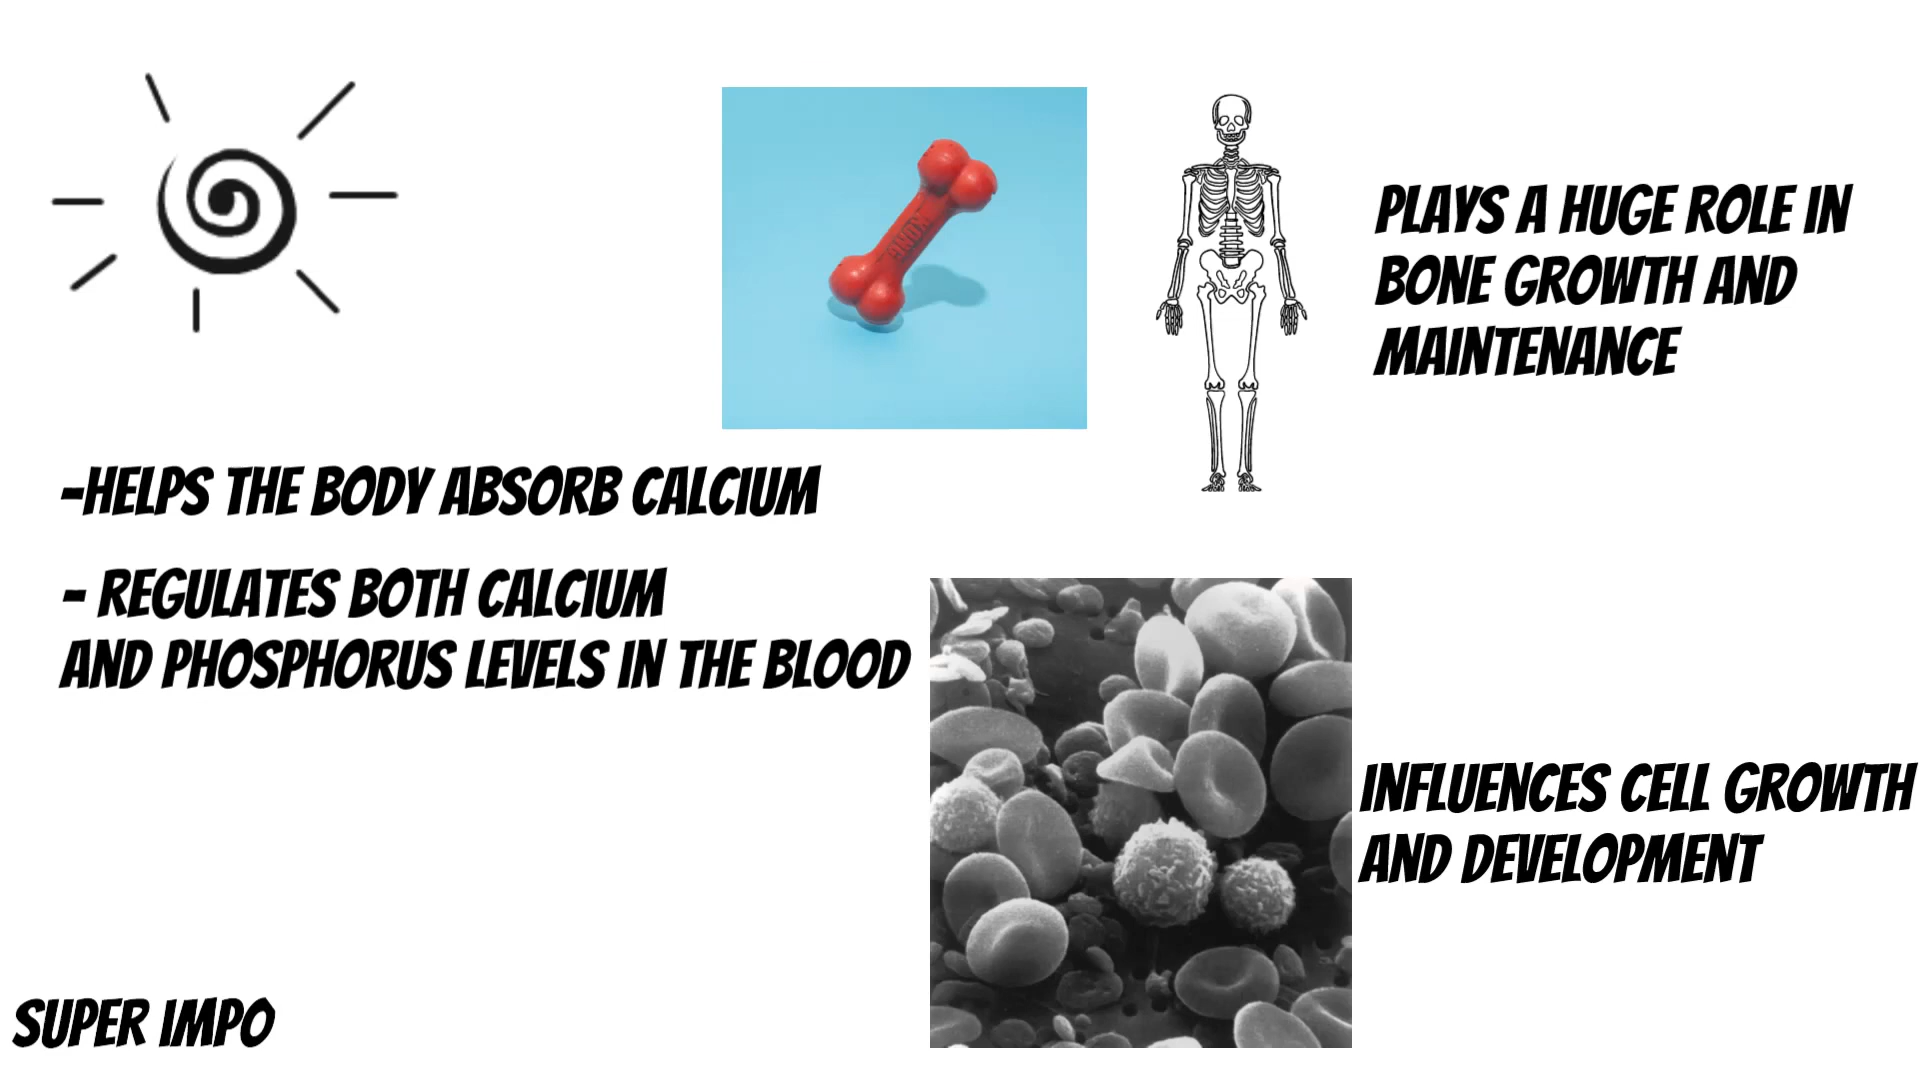 PLAYS A HUGE ROLE IN
BONE GROWTH AND
MAINTENANCE
-HELPS THE BODY ABSORB CALCIUM
- REGULATES BOTH CALCIUM
AND PHOSPHORUS LEVELS IN THE BLOOD
INFLUENCES CELL GROWTH
AND DEVELOPMENT
SUPER IMPO